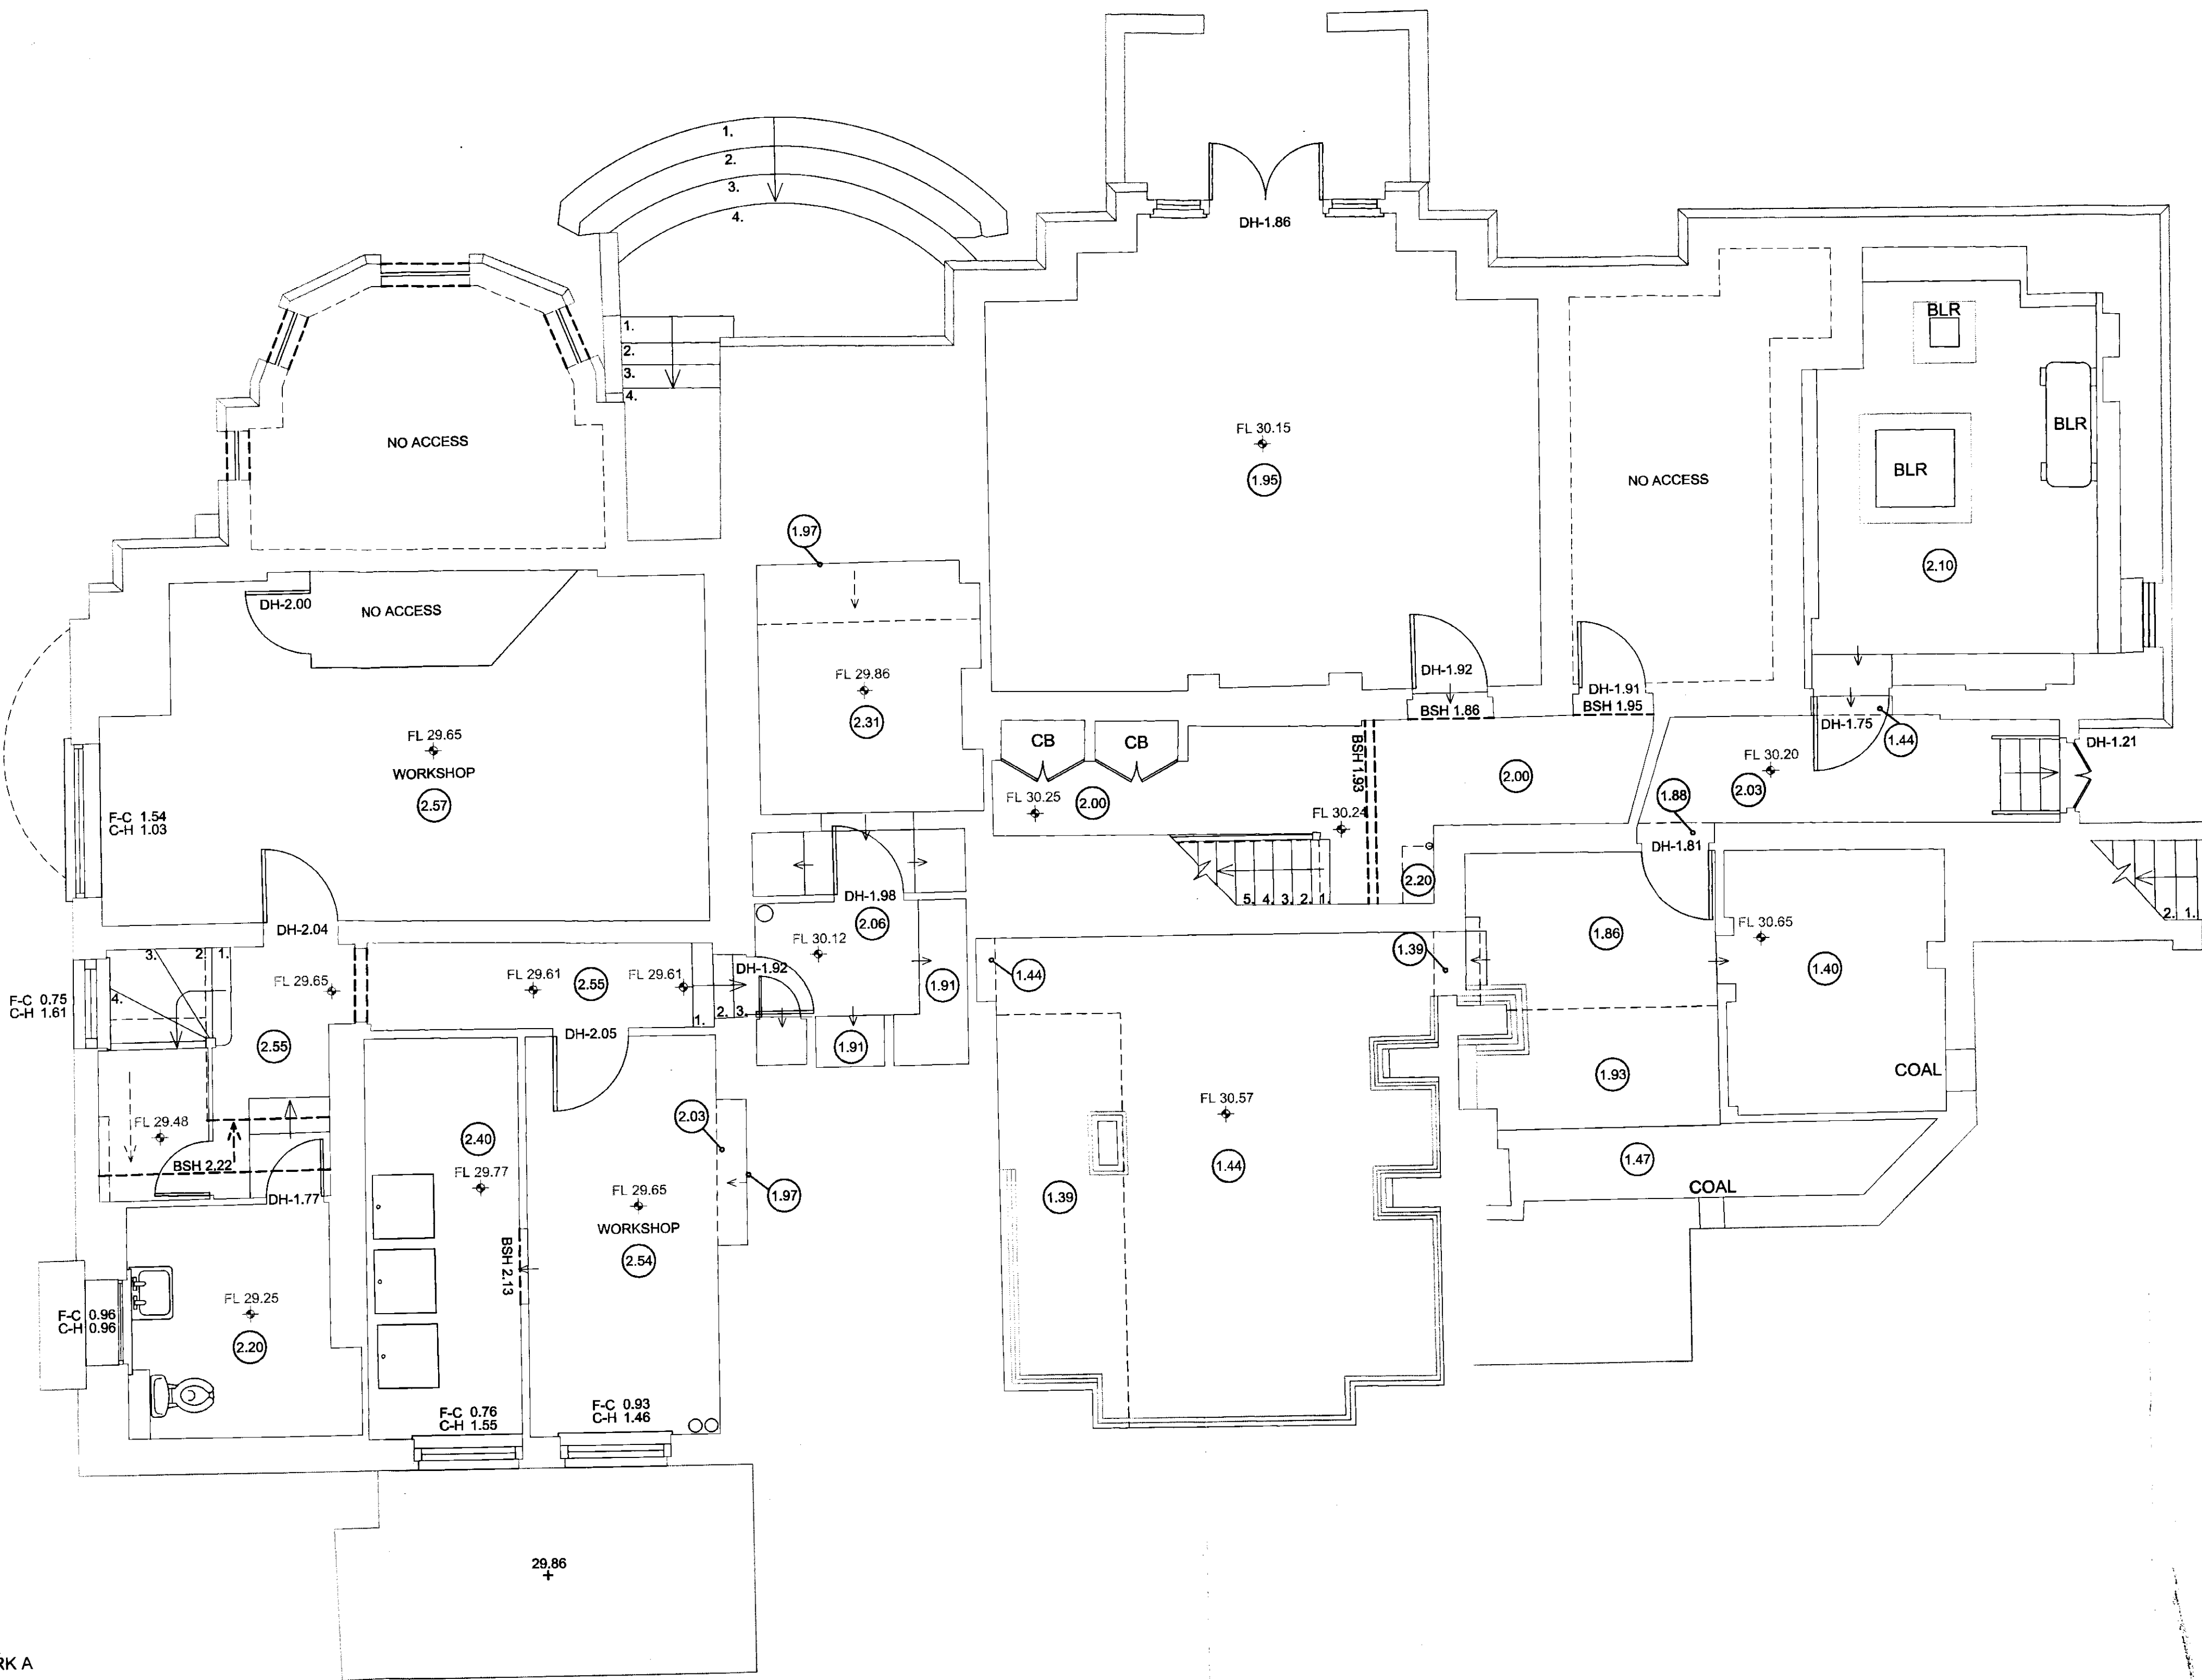 1.
2.
3.
4.
DH-1.86
1.
2.
3.
4.
BLR
BLR
BLR
NO ACCESS
FL 30.15
1.95
NO ACCESS
1.97
2.10
DH-2.00
NO ACCESS
FL 29.86
2.31
DH-1.92
BSH 1.86
DH-1.91
BSH 1.95
DH-1.75
1.44
DH-1.21
FL 29.65
WORKSHOP
2.57
CB
CB
BSH 1.93
2.00
FL 30.20
2.03
FL 30.25
2.00
FL 30.24
1.88
F-C 1.54
C-H 1.03
DH-1.81
2.20
5. 4. 3. 2. 1.
2. 1.
DH-1.98
2.06
DH-2.04
FL 30.12
1.86
FL 30.65
1.40
3.
2.
1.
4.
FL 29.65
FL 29.61
2.55
FL 29.61
DH-1.92
1.
2.
3.
1.91
1.44
1.39
F-C 0.75
C-H 1.61
2.55
DH-2.05
1.91
1.93
COAL
FL 29.48
BSH 2.22
DH-1.77
2.40
FL 29.77
2.03
FL 29.65
WORKSHOP
2.54
1.97
BSH 2.13
FL 30.57
1.44
1.39
1.47
COAL
F-C 0.96
C-H 0.96
FL 29.25
2.20
F-C 0.76
C-H 1.55
F-C 0.93
C-H 1.46
29.86
RK A